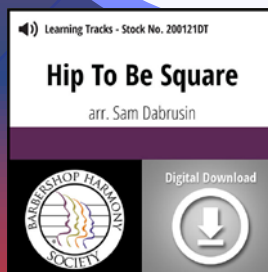 Learning Tracks - Stock No. 200121DT
Hip To Be Square
arr. Sam Dabrusin
BARBERSHOP HARMONY
SOCIETY
Digital Download